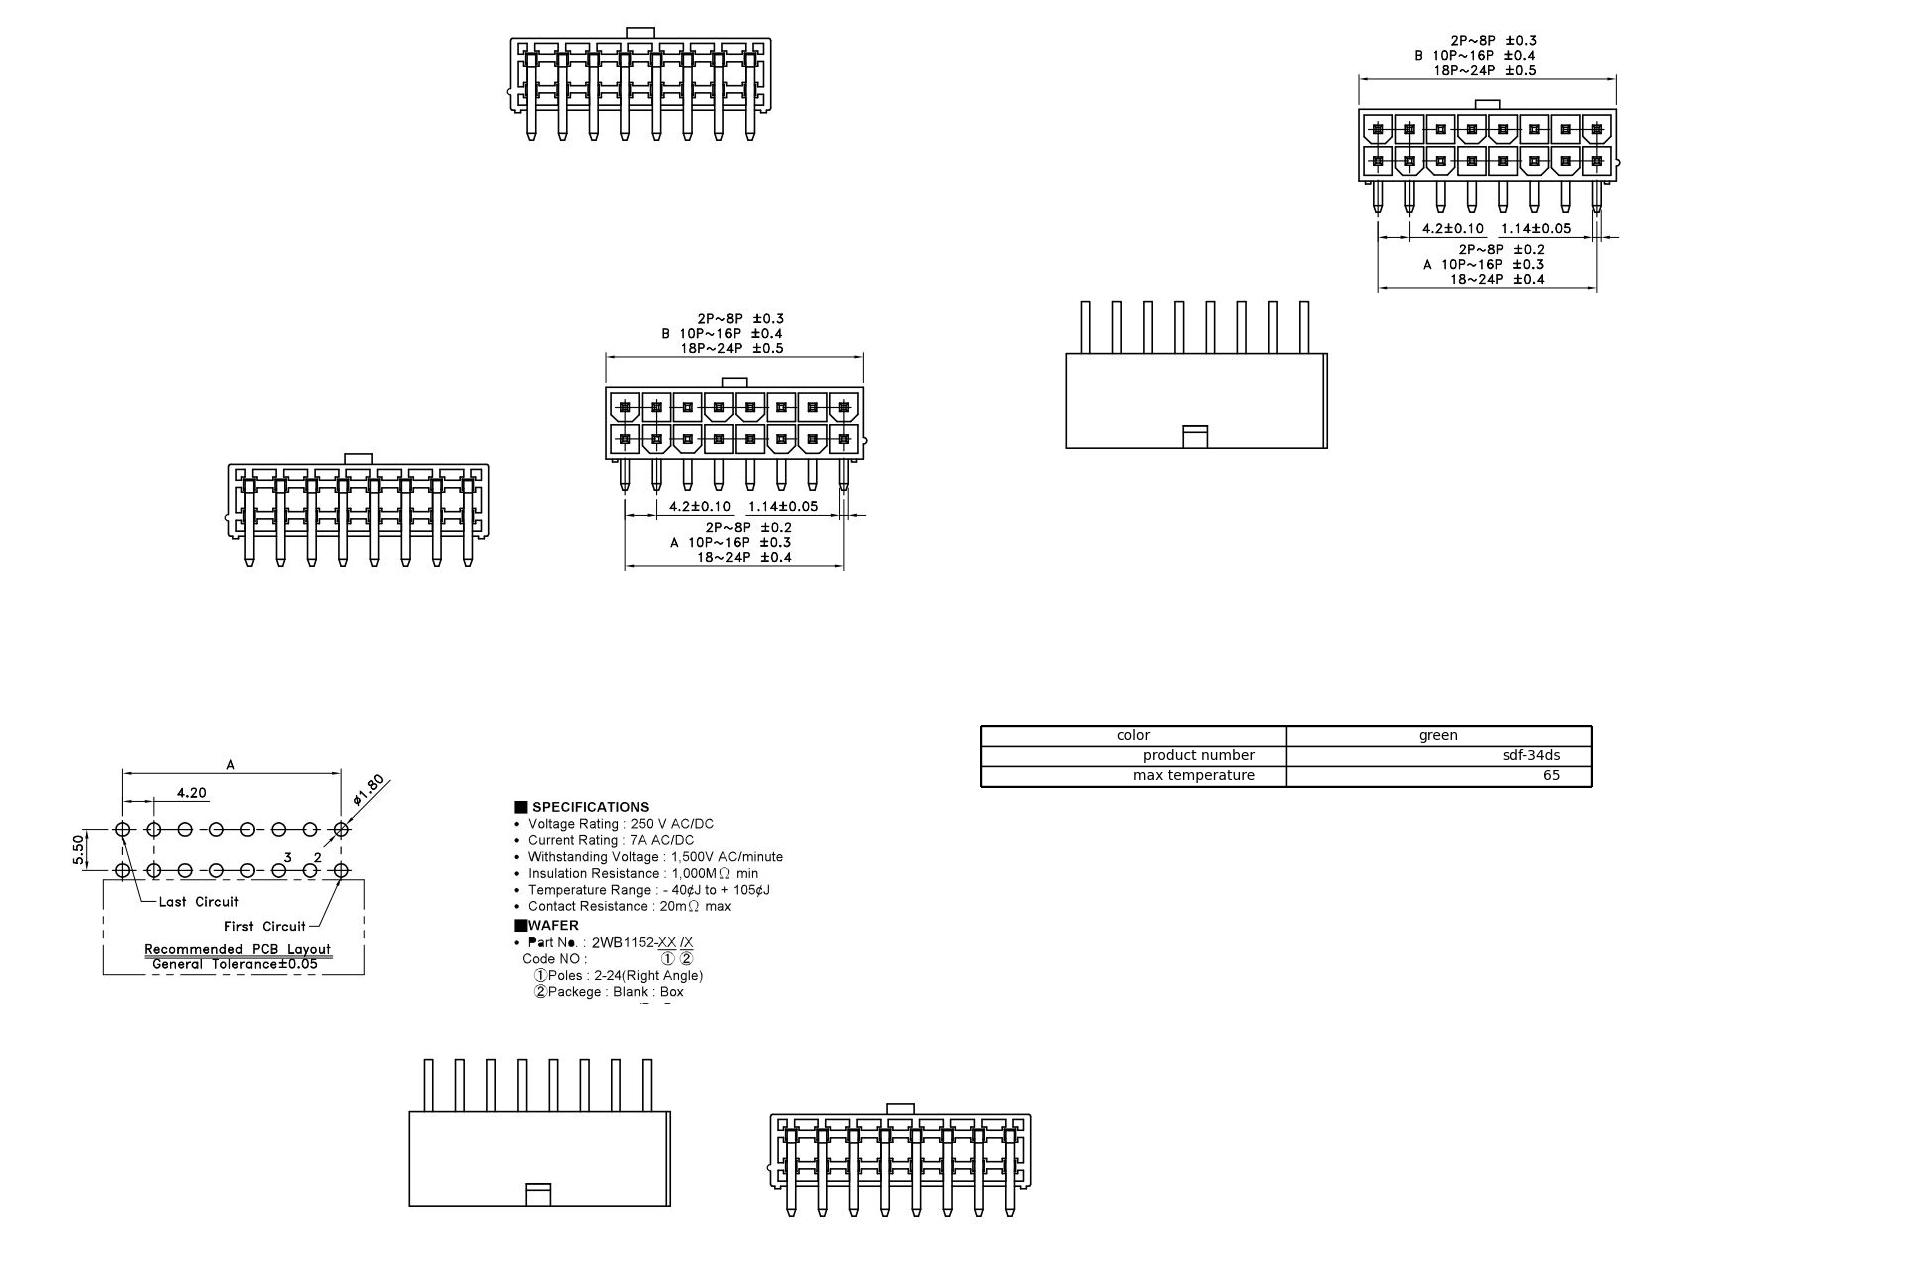 2P~8P ±0.3
B 10P~16P ±0.4
18P~24P ±0.5
4.2±0.10 1.14±0.05
2P~8P ±0.2
A 10P~16P ±0.3
18~24P ±0.4
2P~8P ±0.3
B 10P~16P ±0.4
18P~24P ±0.5
4.2±0.10 1.14±0.05
2P~8P ±0.2
A 10P~16P ±0.3
18~24P ±0.4
color green
product number sdf-34ds
max temperature 65
A
4.20
ø1.80
5.50
3 2
Last Circuit
First Circuit
Recommended PCB Layout
General Tolerance±0.05
■ SPECIFICATIONS
• Voltage Rating : 250 V AC/DC
• Current Rating : 7A AC/DC
• Withstanding Voltage : 1,500V AC/minute
• Insulation Resistance : 1,000MΩ min
• Temperature Range : - 40¢J to + 105¢J
• Contact Resistance : 20mΩ max
■WAFER
• Part No. : 2WB1152-XX /X
Code NO : ① ②
①Poles : 2-24(Right Angle)
②Packege : Blank : Box